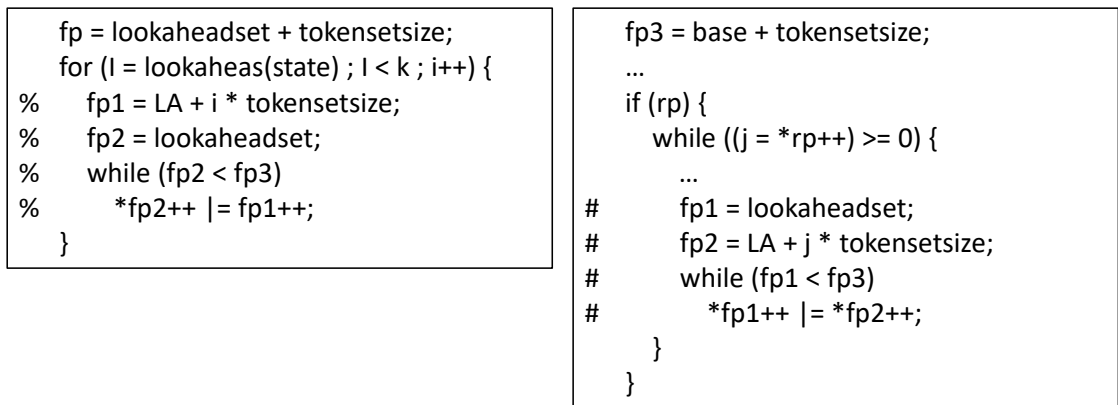 fp = lookaheadset + tokensetsize;
for (I = lookaheas(state) ; I < k ; i++) {
% fp1 = LA + i * tokensetsize;
% fp2 = lookaheadset;
% while (fp2 < fp3)
% *fp2++ |= fp1++;
}
fp3 = base + tokensetsize;
…
if (rp) {
while ((j = *rp++) >= 0) {
…
# fp1 = lookaheadset;
# fp2 = LA + j * tokensetsize;
# while (fp1 < fp3)
# *fp1++ |= *fp2++;
}
}